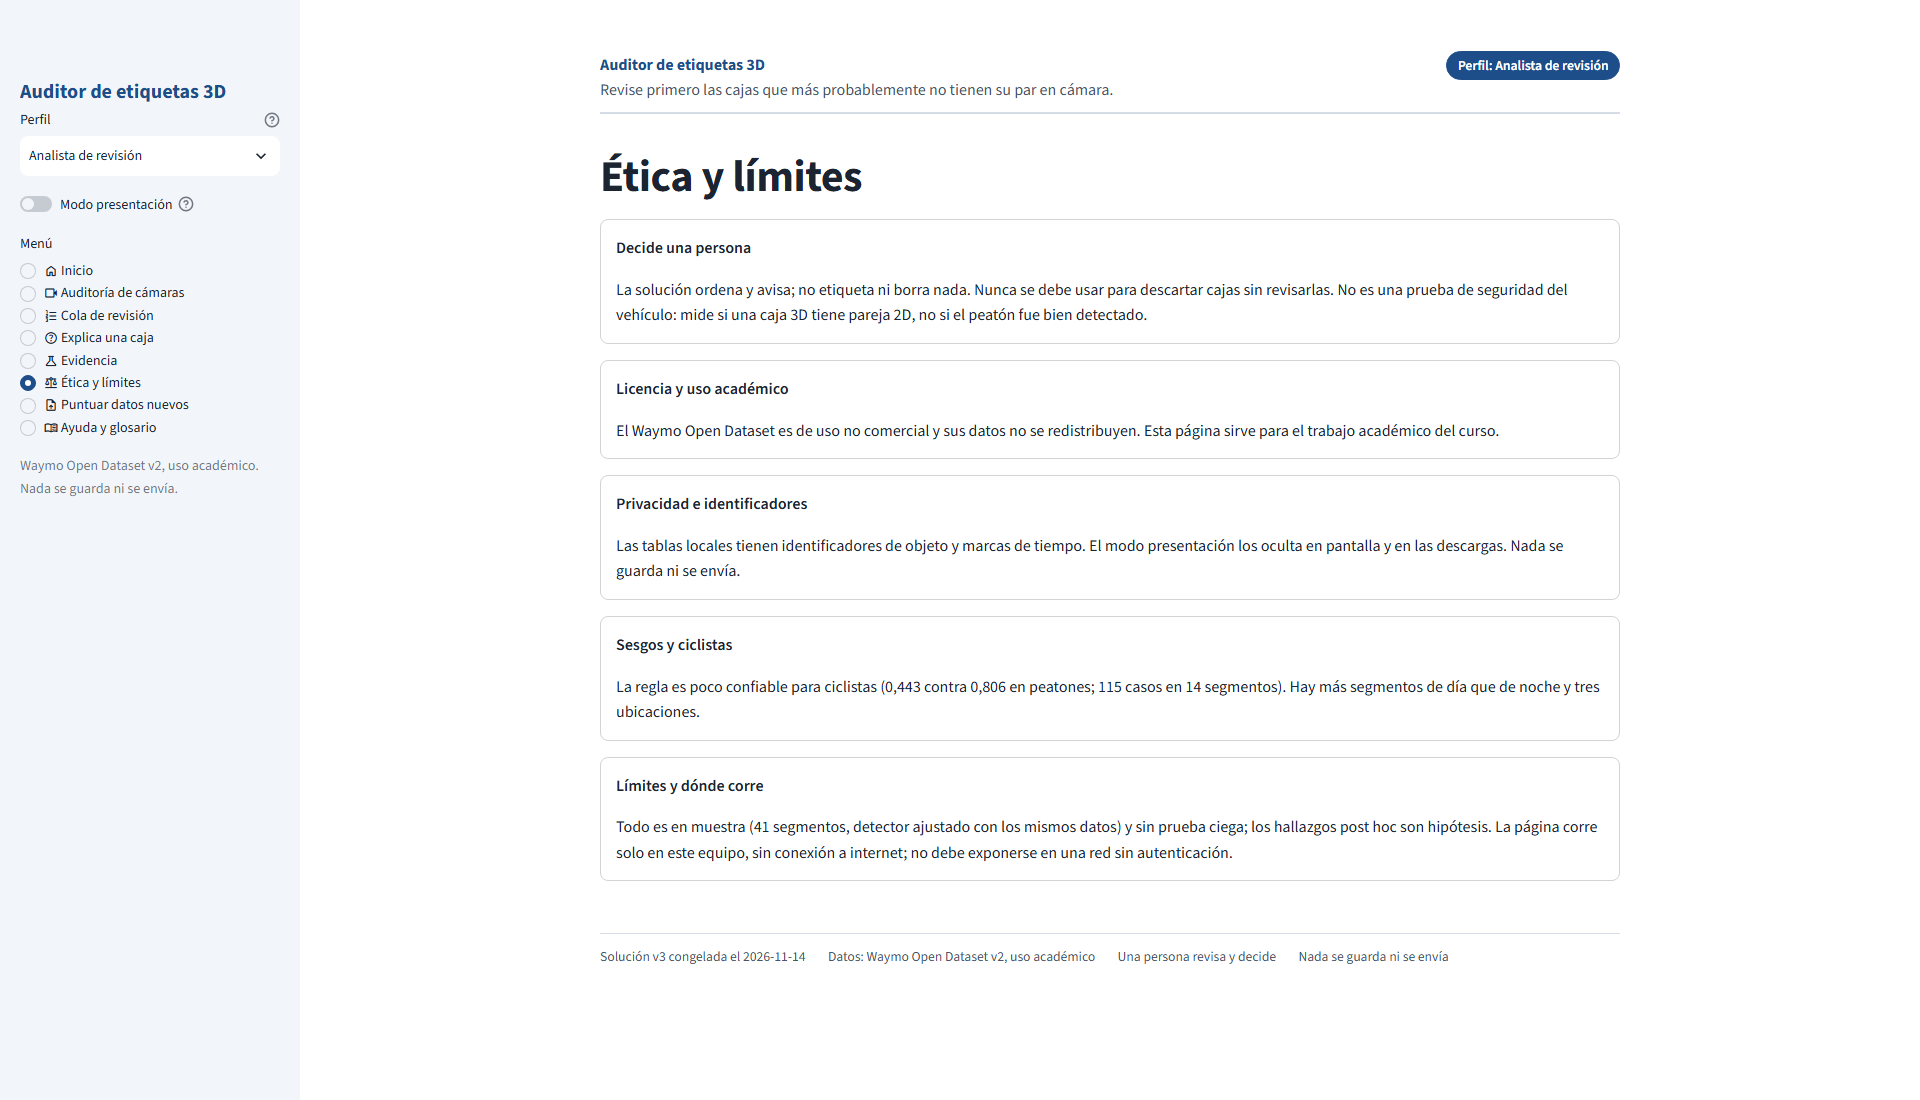 Auditor de etiquetas 3D
Perfil
Analista de revisión
Modo presentación
Menú
Inicio
Auditoría de cámaras
Cola de revisión
Explica una caja
Evidencia
Ética y límites
Puntuar datos nuevos
Ayuda y glosario
Waymo Open Dataset v2, uso académico.
Nada se guarda ni se envía.
Auditor de etiquetas 3D
Revise primero las cajas que más probablemente no tienen su par en cámara.
Perfil: Analista de revisión
Ética y límites
Decide una persona
La solución ordena y avisa; no etiqueta ni borra nada. Nunca se debe usar para descartar cajas sin revisarlas. No es una prueba de seguridad del
vehículo: mide si una caja 3D tiene pareja 2D, no si el peatón fue bien detectado.
Licencia y uso académico
El Waymo Open Dataset es de uso no comercial y sus datos no se redistribuyen. Esta página sirve para el trabajo académico del curso.
Privacidad e identificadores
Las tablas locales tienen identificadores de objeto y marcas de tiempo. El modo presentación los oculta en pantalla y en las descargas. Nada se
guarda ni se envía.
Sesgos y ciclistas
La regla es poco confiable para ciclistas (0,443 contra 0,806 en peatones; 115 casos en 14 segmentos). Hay más segmentos de día que de noche y tres
ubicaciones.
Límites y dónde corre
Todo es en muestra (41 segmentos, detector ajustado con los mismos datos) y sin prueba ciega; los hallazgos post hoc son hipótesis. La página corre
solo en este equipo, sin conexión a internet; no debe exponerse en una red sin autenticación.
Solución v3 congelada el 2026-11-14
Datos: Waymo Open Dataset v2, uso académico
Una persona revisa y decide
Nada se guarda ni se envía